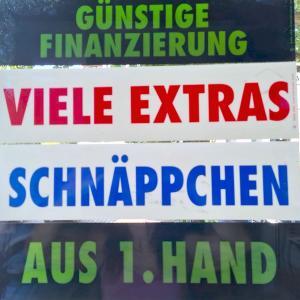 GÜNSTIGE
FINANZIERUNG
VIELE EXTRAS
SCHNÄPPCHEN
AUS 1. HAND